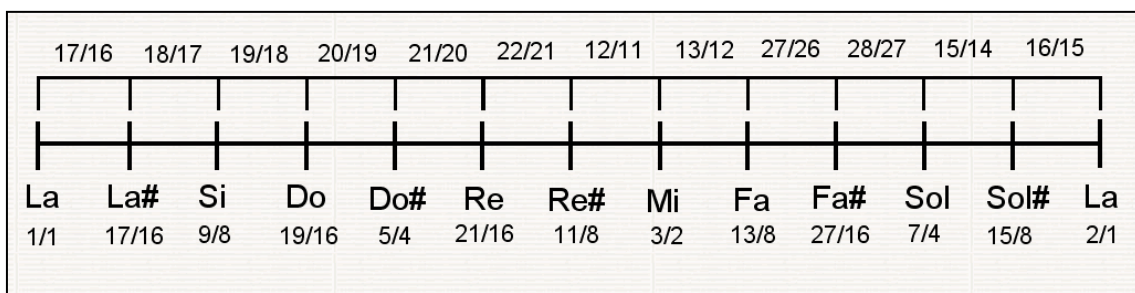 17/16 18/17 19/18 20/19 21/20 22/21 12/11 13/12 27/26 28/27 15/14 16/15
La La# Si Do Do# Re Re# Mi Fa Fa# Sol Sol# La
1/1 17/16 9/8 19/16 5/4 21/16 11/8 3/2 13/8 27/16 7/4 15/8 2/1